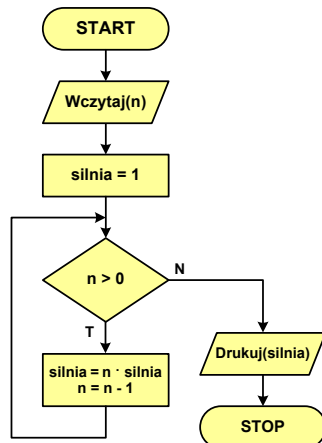 START
Wczytaj(n)
silnia = 1
n > 0
N
T
silnia = n · silnia
n = n - 1
Drukuj(silnia)
STOP